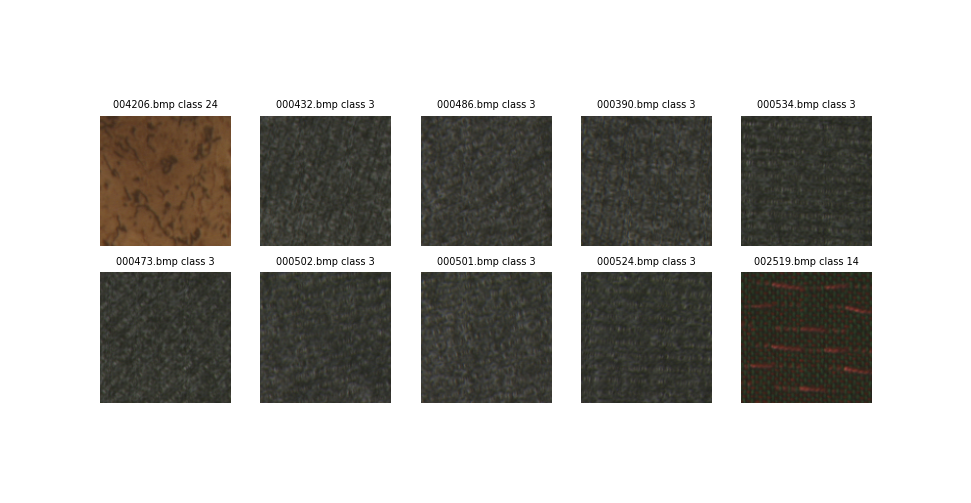 004206.bmp class 24
000432.bmp class 3
000486.bmp class 3
000390.bmp class 3
000534.bmp class 3
000473.bmp class 3
000502.bmp class 3
000501.bmp class 3
000524.bmp class 3
002519.bmp class 14